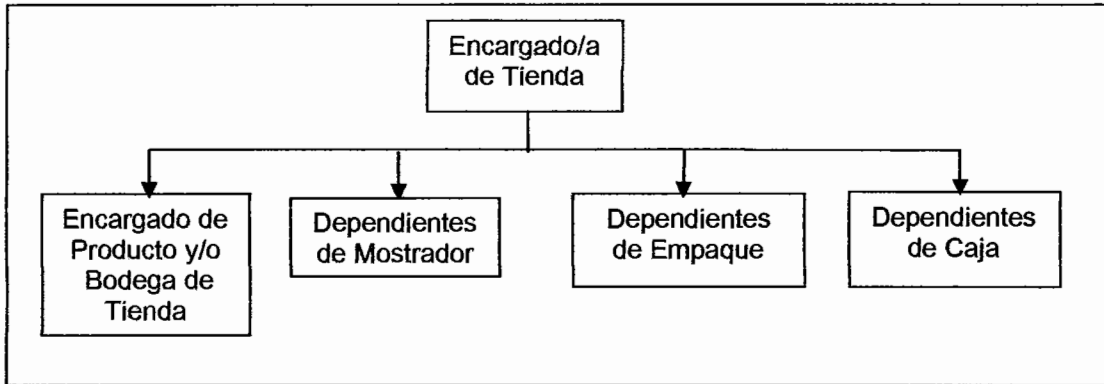 Encargado/a
de Tienda
Encargado de
Producto y/o
Bodega de
Tienda
Dependientes
de Mostrador
Dependientes
de Empaque
Dependientes
de Caja